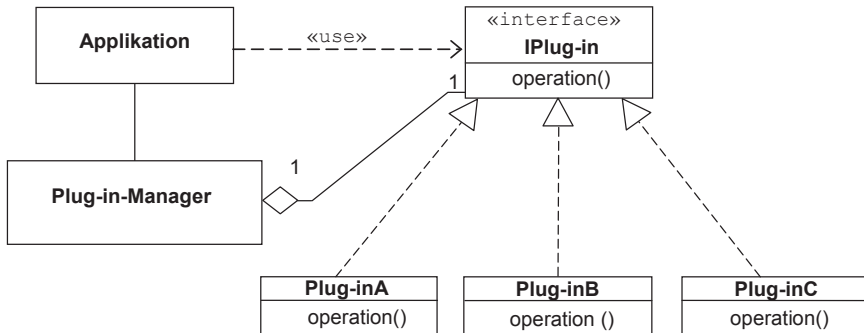 Applikation
«use»
«interface»
IPlug-in
operation()
1
1
Plug-in-Manager
Plug-inA
operation()
Plug-inB
operation ()
Plug-inC
operation()